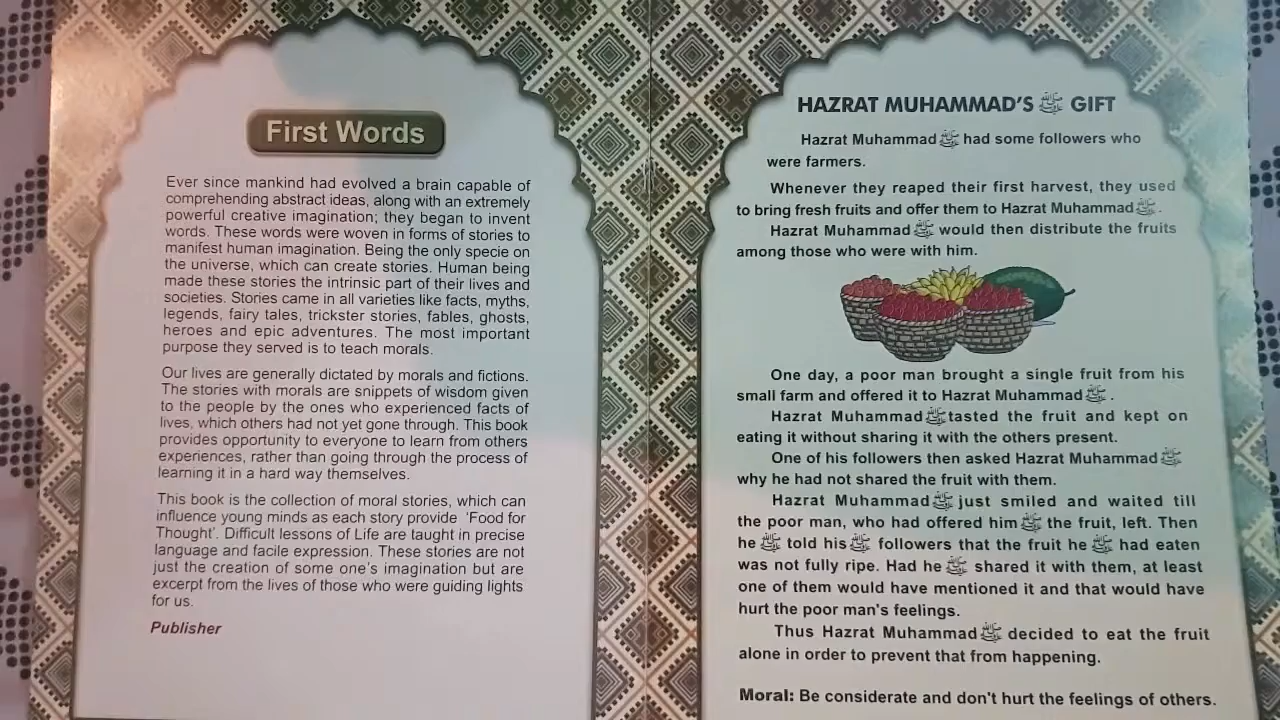 First Words
Ever since mankind had evolved a brain capable of
comprehending abstract ideas, along with an extremely
powerful creative imagination; they began to invent
words. These words were woven in forms of stories to
manifest human imagination. Being the only specie on
the universe, which can create stories. Human being
made these stories the intrinsic part of their lives and
societies. Stories came in all varieties like facts, myths,
legends, fairy tales, trickster stories, fables, ghosts,
heroes and epic adventures. The most important
purpose they served is to teach morals.
Our lives are generally dictated by morals and fictions.
The stories with morals are snippets of wisdom given
to the people by the ones who experienced facts of
lives, which others had not yet gone through. This book
provides opportunity to everyone to learn from others
experiences, rather than going through the process of
learning it in a hard way themselves.
This book is the collection of moral stories, which can
influence young minds as each story provide 'Food for
Thought'. Difficult lessons of Life are taught in precise
language and facile expression. These stories are not
just the creation of some one's imagination but are
excerpt from the lives of those who were guiding lights
for us.
Publisher
HAZRAT MUHAMMAD'S ﷺ GIFT
Hazrat Muhammad ﷺ had some followers who
were farmers.
Whenever they reaped their first harvest, they used
to bring fresh fruits and offer them to Hazrat Muhammad ﷺ.
Hazrat Muhammad ﷺ would then distribute the fruits
among those who were with him.
One day, a poor man brought a single fruit from his
small farm and offered it to Hazrat Muhammad ﷺ.
Hazrat Muhammad ﷺ tasted the fruit and kept on
eating it without sharing it with the others present.
One of his followers then asked Hazrat Muhammad ﷺ
why he had not shared the fruit with them.
Hazrat Muhammad ﷺ just smiled and waited till
the poor man, who had offered him ﷺ the fruit, left. Then
he ﷺ told his ﷺ followers that the fruit he ﷺ had eaten
was not fully ripe. Had he ﷺ shared it with them, at least
one of them would have mentioned it and that would have
hurt the poor man's feelings.
Thus Hazrat Muhammad ﷺ decided to eat the fruit
alone in order to prevent that from happening.
Moral: Be considerate and don't hurt the feelings of others.